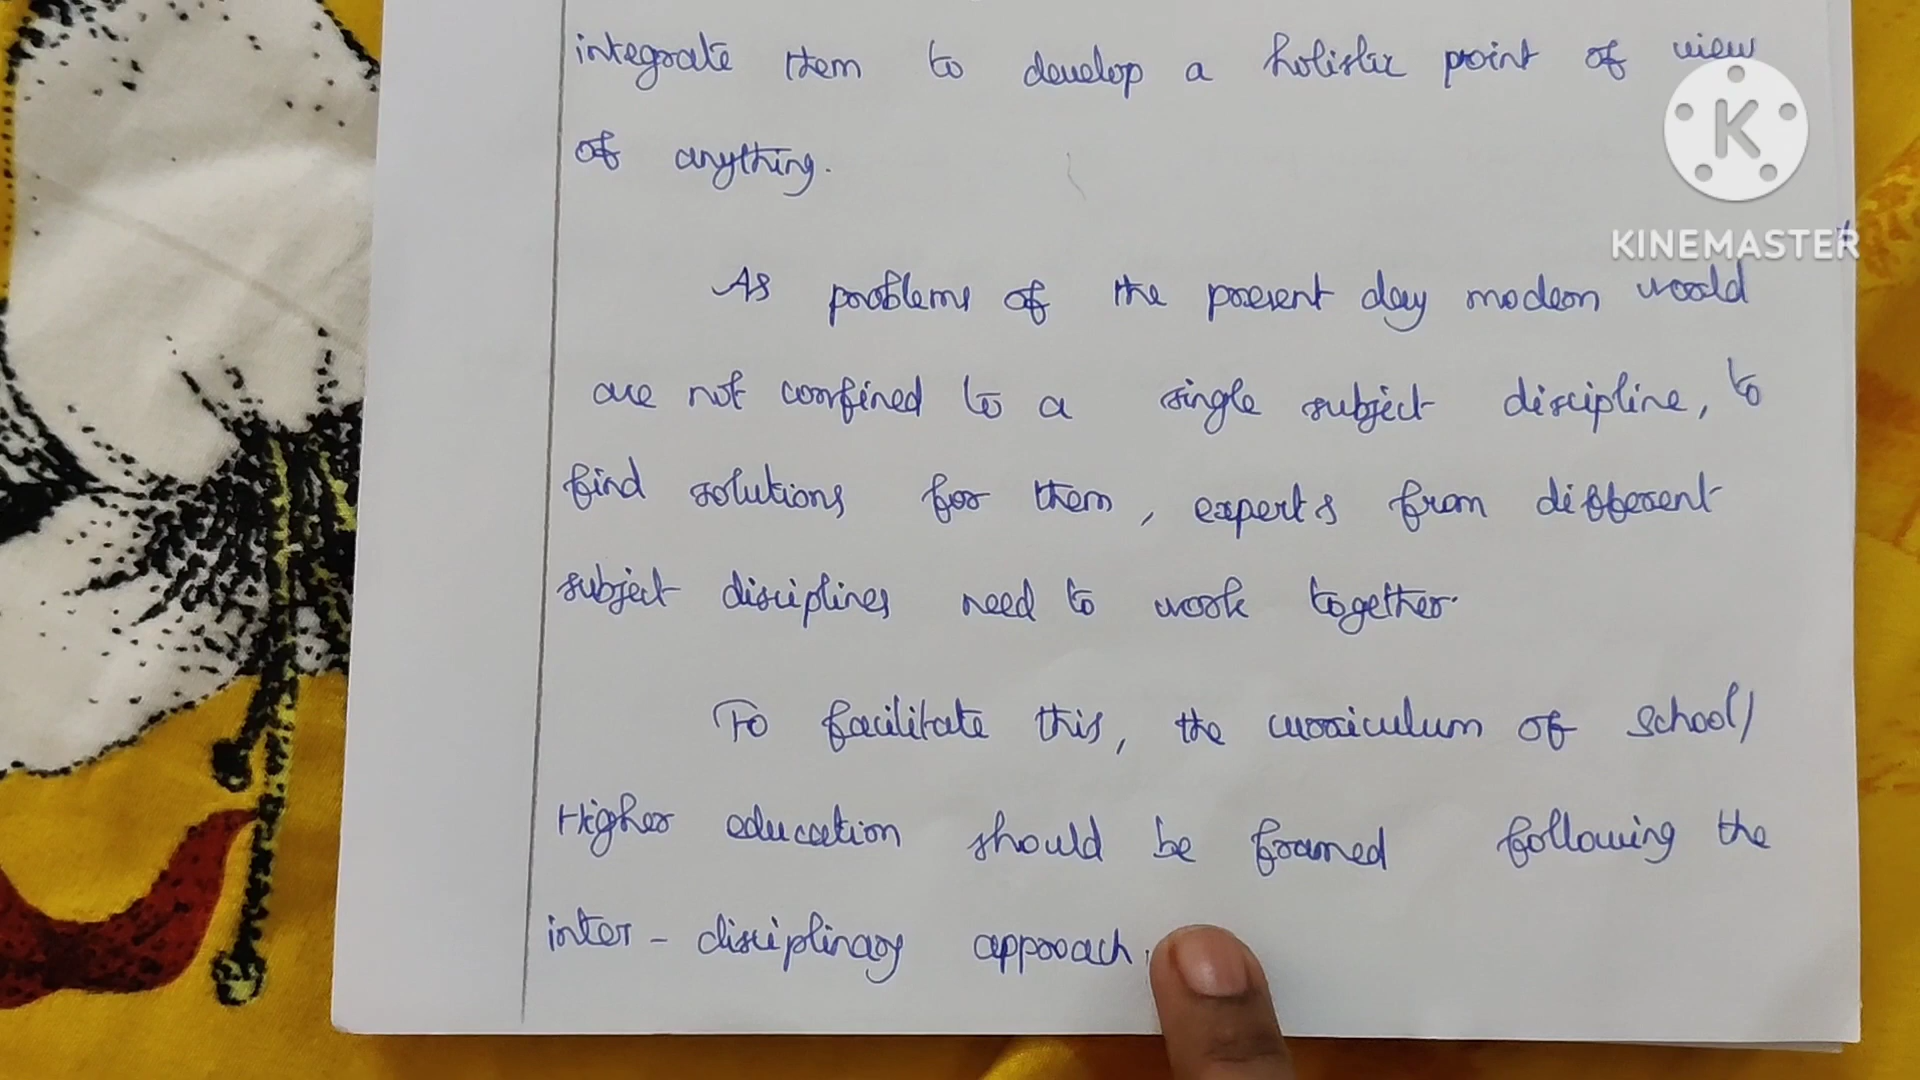 integrate them to develop a holistic point of view
of anything.
K
KINEMASTER
As problems of the present day modern world
are not confined to a single subject discipline, to
find solutions for them, experts from different
subject disciplines need to work together.
To facilitate this, the curriculum of school/
Higher education should be framed following the
inter-disciplinary approach.